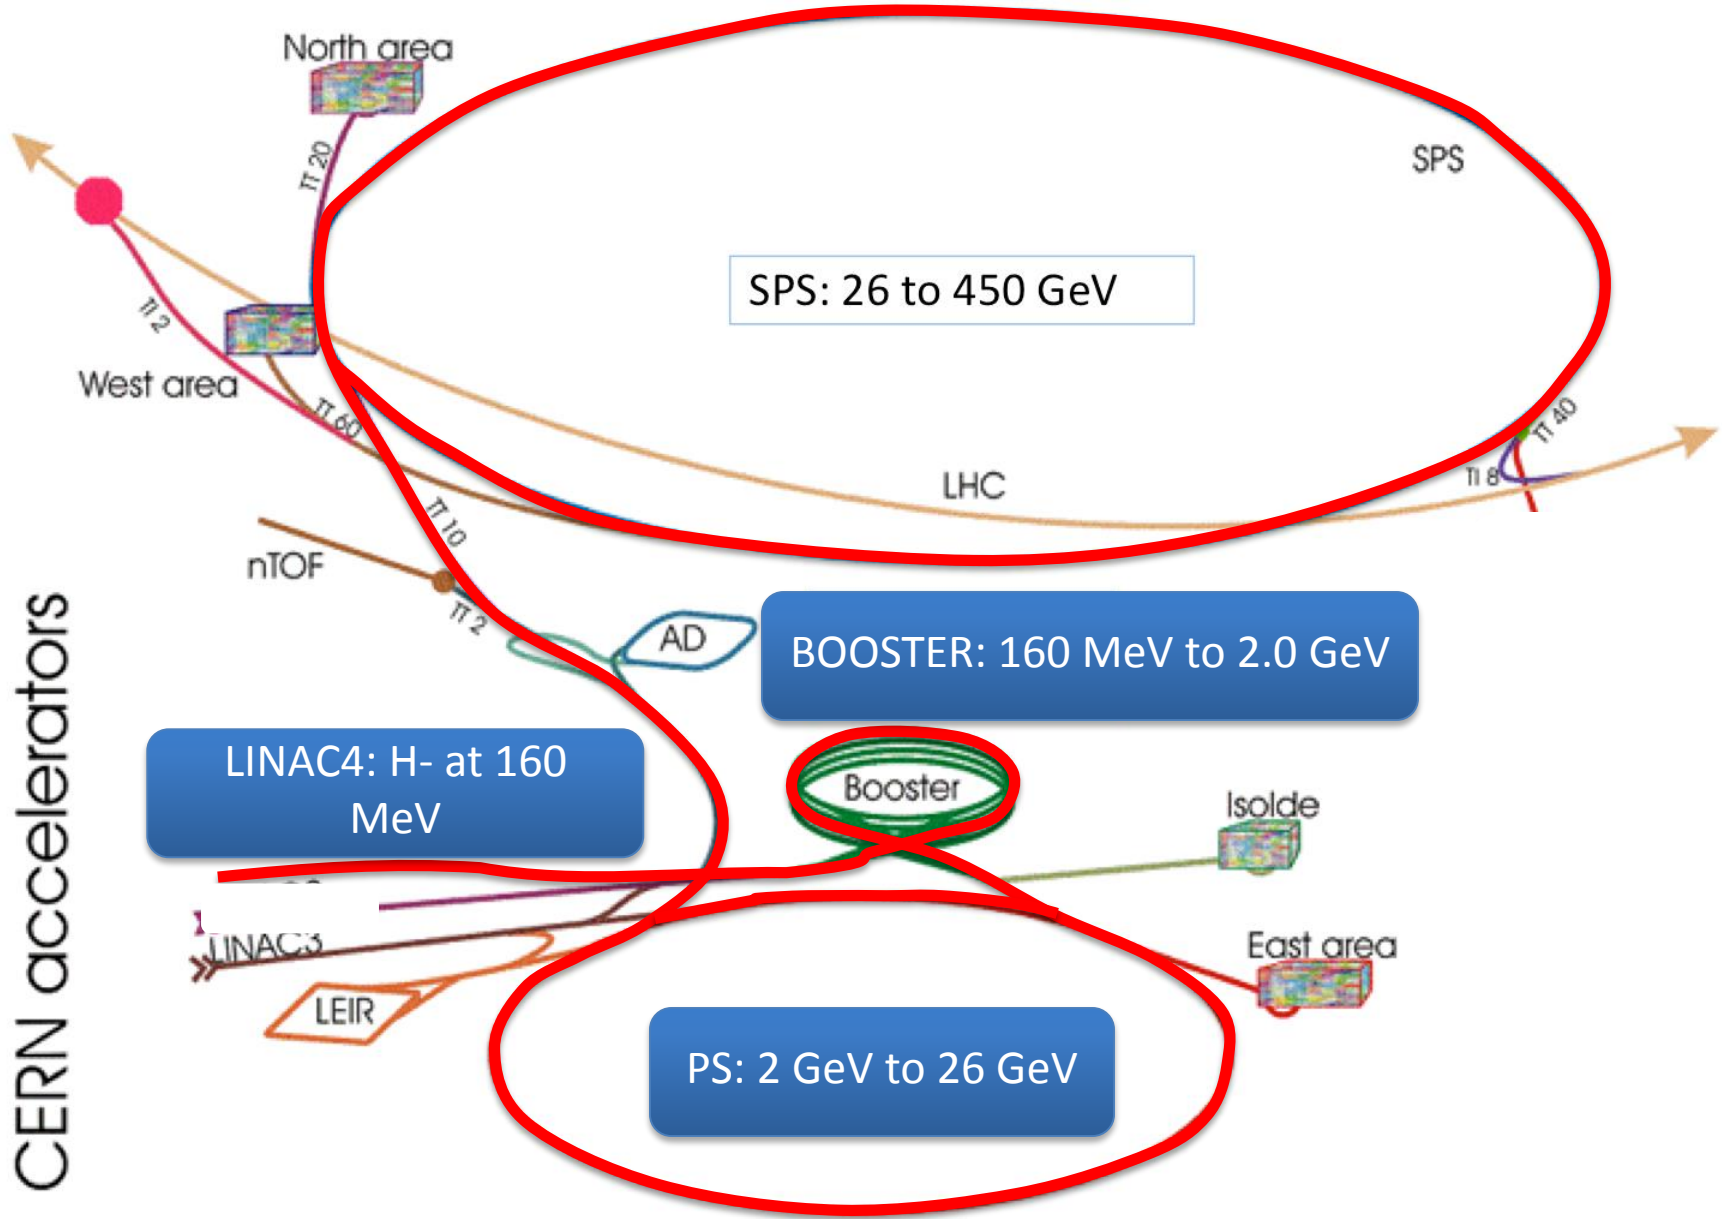 North area
TT 20
SPS
SPS: 26 to 450 GeV
TI 2
West area
TT 60
TT 40
TI 8
LHC
TT 10
nTOF
TT 2
AD
BOOSTER: 160 MeV to 2.0 GeV
LINAC4: H- at 160
MeV
Booster
Isolde
LINAC3
East area
LEIR
PS: 2 GeV to 26 GeV
CERN accelerators